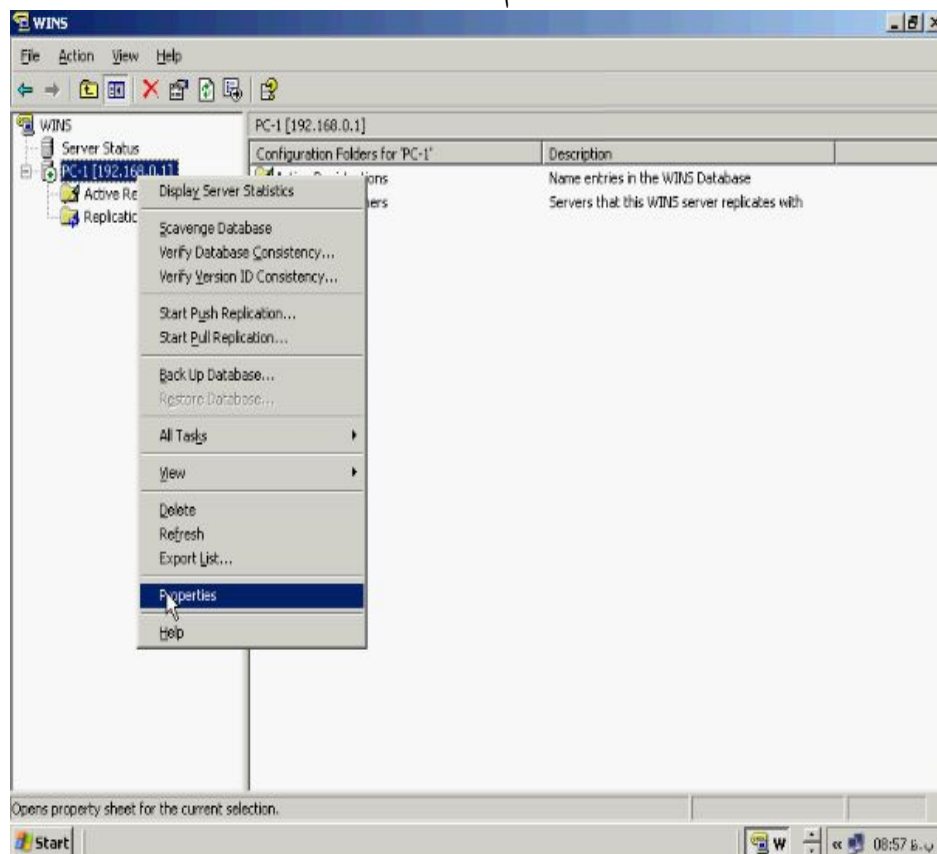 WINS
File Action View Help
WINS
Server Status
PC-1 [192.168.0.1]
Active Re
Replicatic
PC-1 [192.168.0.1]
Configuration Folders for 'PC-1' Description
Name entries in the WINS Database
Servers that this WINS server replicates with
Display Server Statistics
Scavenge Database
Verify Database Consistency...
Verify Version ID Consistency...
Start Push Replication...
Start Pull Replication...
Back Up Database...
Restore Database...
All Tasks
View
Delete
Refresh
Export List...
Properties
Help
Opens property sheet for the current selection.
Start W 08:57